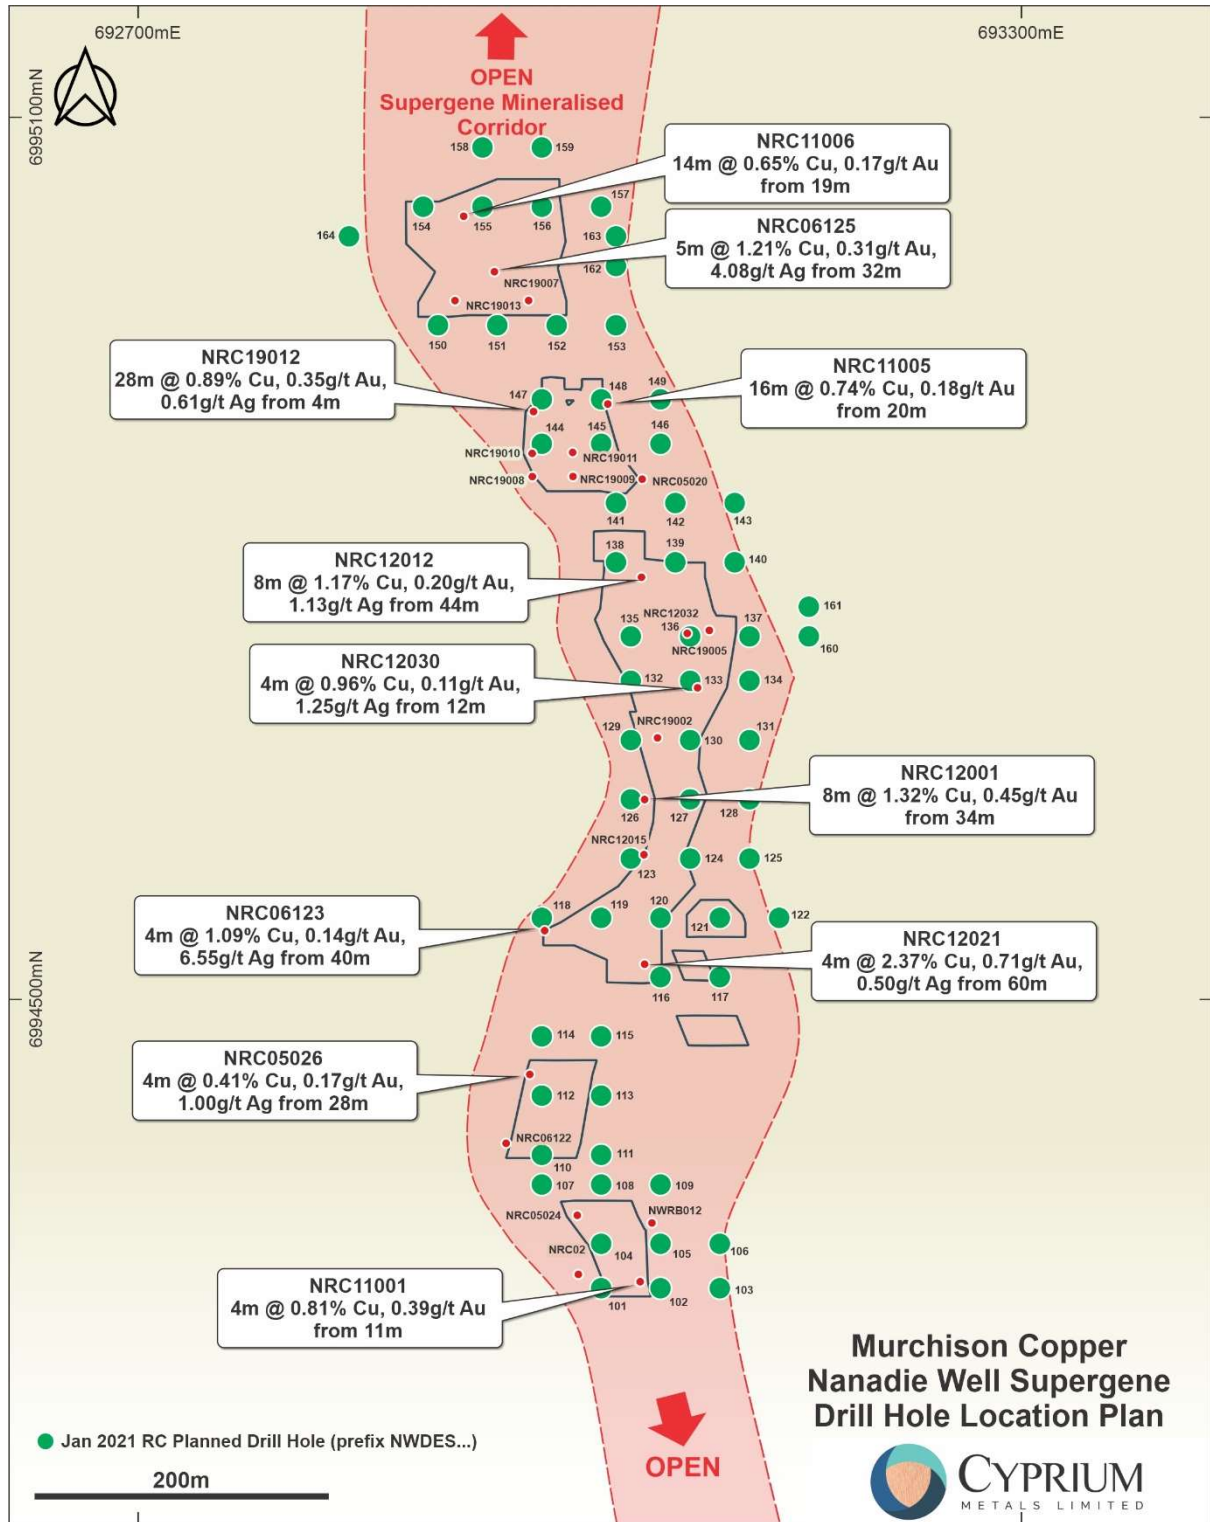 692700mE
693300mE
6995100mN
OPEN
Supergene Mineralised
Corridor
158
159
NRC11006
14m @ 0.65% Cu, 0.17g/t Au
from 19m
154
155
156
157
164
163
162
NRC06125
5m @ 1.21% Cu, 0.31g/t Au,
4.08g/t Ag from 32m
NRC19007
NRC19013
150
151
152
153
NRC19012
28m @ 0.89% Cu, 0.35g/t Au,
0.61g/t Ag from 4m
NRC11005
16m @ 0.74% Cu, 0.18g/t Au
from 20m
147
148
149
144
145
146
NRC19010
NRC19011
NRC19008
NRC19009
NRC05020
141
142
143
138
139
140
NRC12012
8m @ 1.17% Cu, 0.20g/t Au,
1.13g/t Ag from 44m
161
135
NRC12032
136
137
160
NRC19005
NRC12030
4m @ 0.96% Cu, 0.11g/t Au,
1.25g/t Ag from 12m
132
133
134
129
NRC19002
130
131
NRC12001
8m @ 1.32% Cu, 0.45g/t Au
from 34m
126
127
128
NRC12015
123
124
125
NRC06123
4m @ 1.09% Cu, 0.14g/t Au,
6.55g/t Ag from 40m
118
119
120
121
122
NRC12021
4m @ 2.37% Cu, 0.71g/t Au,
0.50g/t Ag from 60m
116
117
6994500mN
114
115
NRC05026
4m @ 0.41% Cu, 0.17g/t Au,
1.00g/t Ag from 28m
112
113
NRC06122
110
111
107
108
109
NRC05024
NWRB012
104
105
106
NRC02
NRC11001
4m @ 0.81% Cu, 0.39g/t Au
from 11m
101
102
103
Murchison Copper
Nanadie Well Supergene
Drill Hole Location Plan
Jan 2021 RC Planned Drill Hole (prefix NWDES...)
200m
OPEN
CYPRIUM
METALS LIMITED